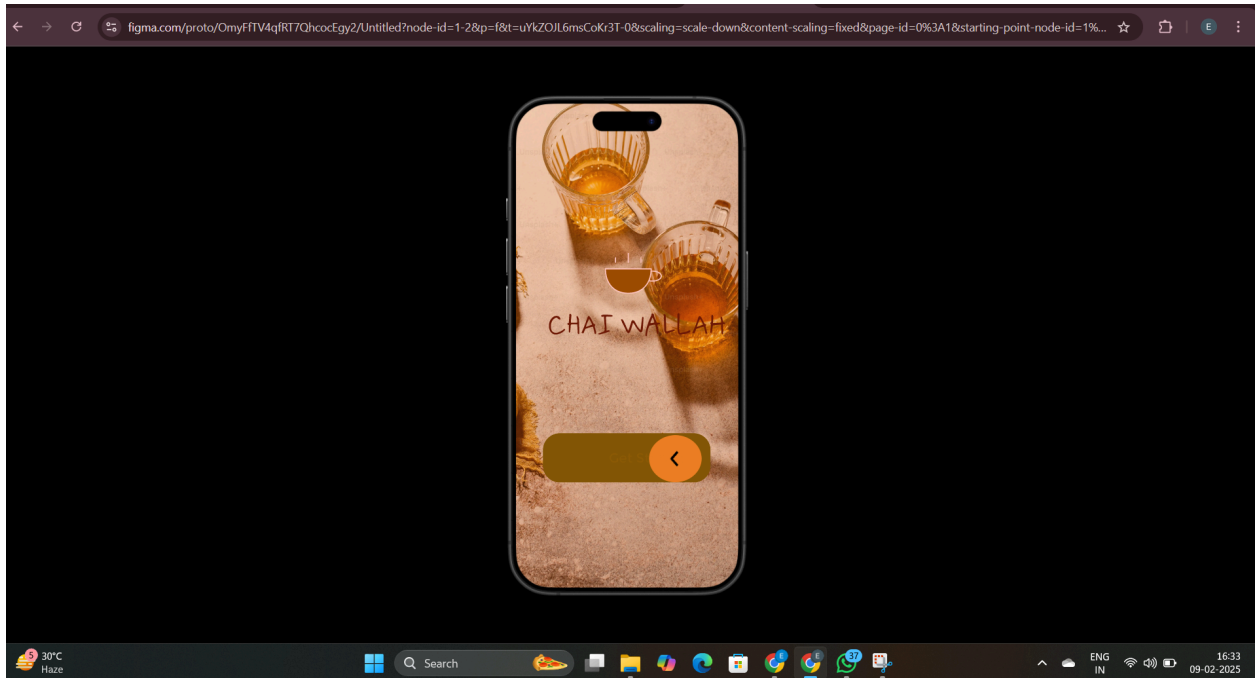 figma.com/proto/OmyFfTV4qfRT7QhcocEgy2/Untitled?node-id=1-2&p=f&t=uYkZOJL6msCoKr3T-0&scaling=scale-down&content-scaling=fixed&page-id=0%3A1&starting-point-node-id=1%...
E
CHAI WALLAH
5
30°C
Haze
Search
E
E
37
ENG
IN
16:33
09-02-2025